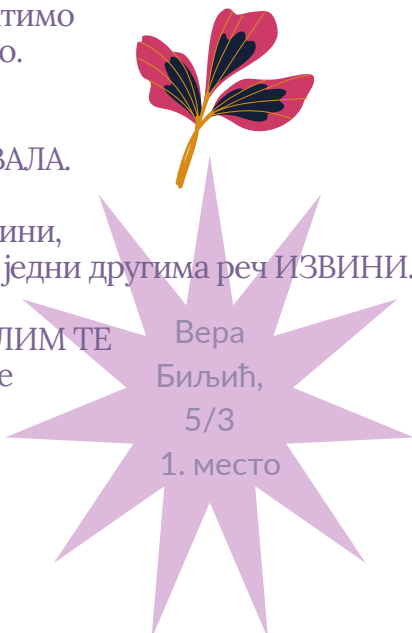 тимо
о.
ВАЛА.
ини,
једни другима реч ИЗВИНИ.
ЛИМ ТЕ
е
Вера
Биљић,
5/3
1. место